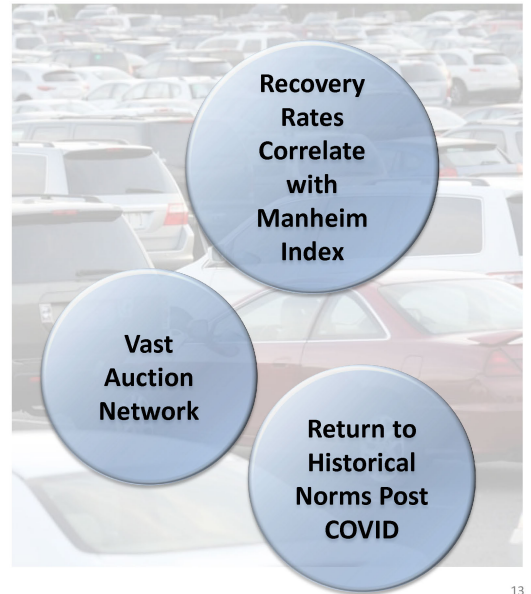 Recovery
Rates
Correlate
with
Manheim
Index
Vast
Auction
Network
Return to
Historical
Norms Post
COVID
13